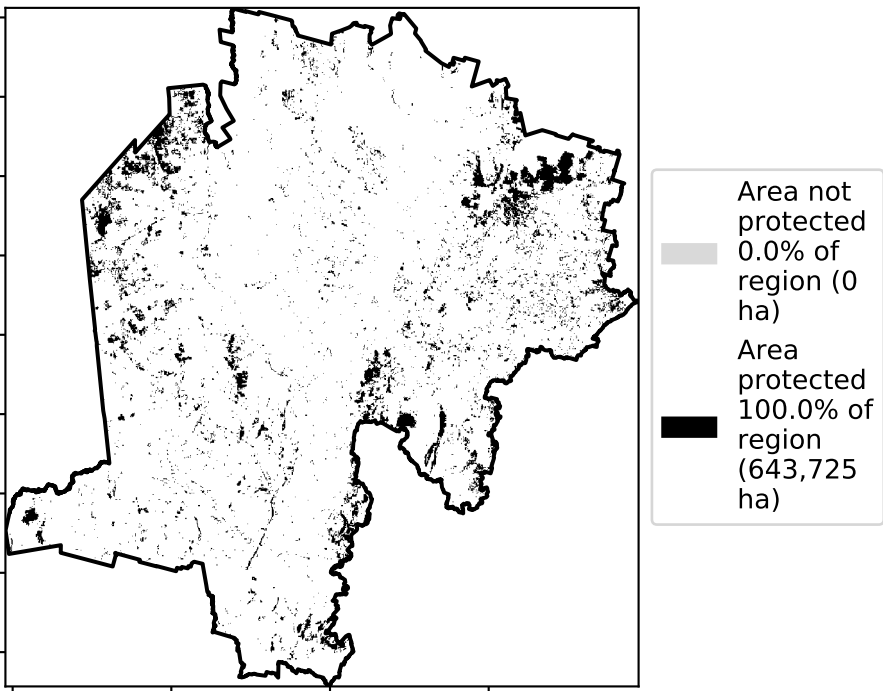 Area not
protected
0.0% of
region (0
ha)
Area
protected
100.0% of
region
(643,725
ha)